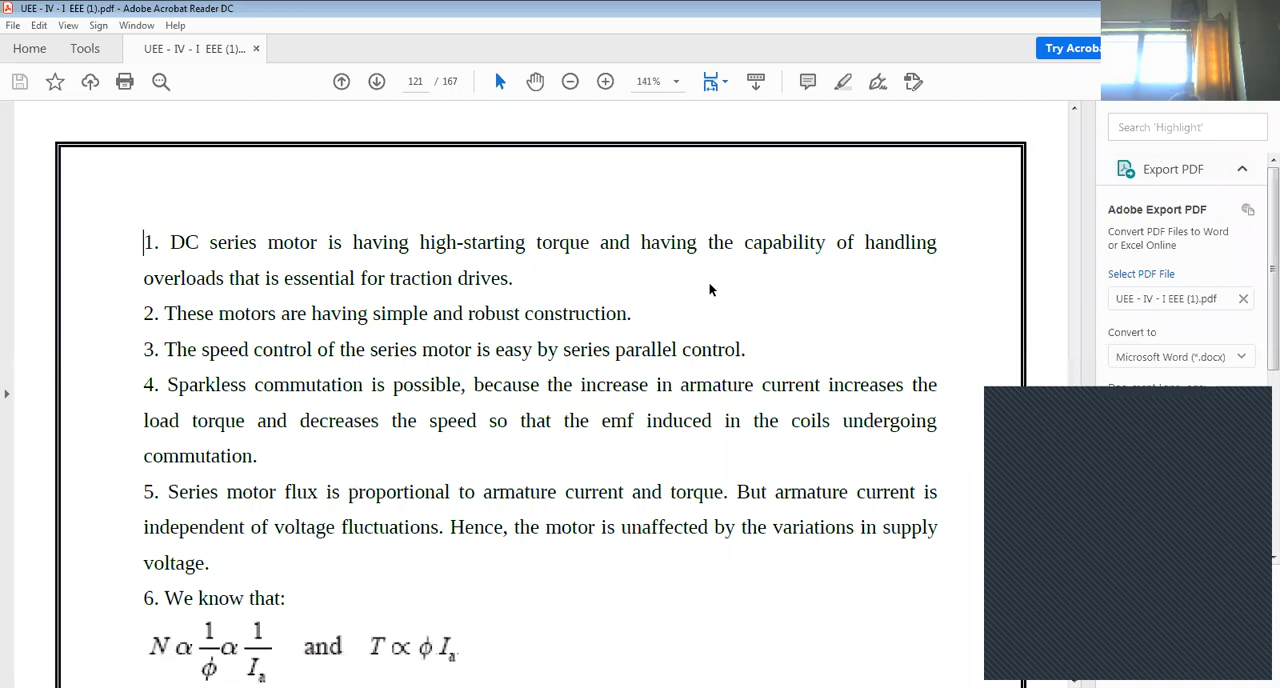 UEE - IV - I EEE (1).pdf - Adobe Acrobat Reader DC
File Edit View Sign Window Help
Home Tools UEE - IV - I EEE (1)... × Try Acroba
121 / 167 141%
Search 'Highlight'
Export PDF
Adobe Export PDF
Convert PDF Files to Word
or Excel Online
Select PDF File
UEE - IV - I EEE (1).pdf
Convert to
Microsoft Word (*.docx)
1. DC series motor is having high-starting torque and having the capability of handling
overloads that is essential for traction drives.
2. These motors are having simple and robust construction.
3. The speed control of the series motor is easy by series parallel control.
4. Sparkless commutation is possible, because the increase in armature current increases the
load torque and decreases the speed so that the emf induced in the coils undergoing
commutation.
5. Series motor flux is proportional to armature current and torque. But armature current is
independent of voltage fluctuations. Hence, the motor is unaffected by the variations in supply
voltage.
6. We know that:
N α 1/ϕ α 1/Iₐ and T ∝ ϕ Iₐ